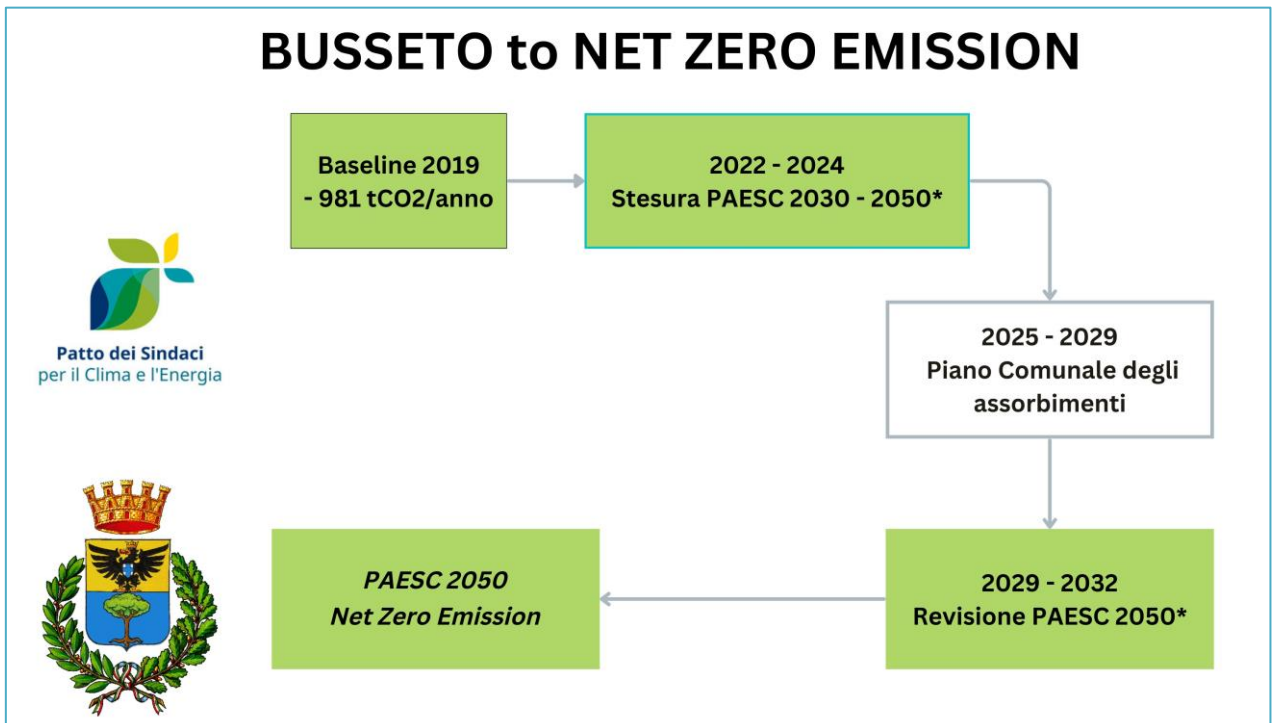 BUSSETO to NET ZERO EMISSION
Baseline 2019
- 981 tCO2/anno
2022 - 2024
Stesura PAESC 2030 - 2050*
Patto dei Sindaci
per il Clima e l'Energia
2025 - 2029
Piano Comunale degli
assorbimenti
PAESC 2050
Net Zero Emission
2029 - 2032
Revisione PAESC 2050*